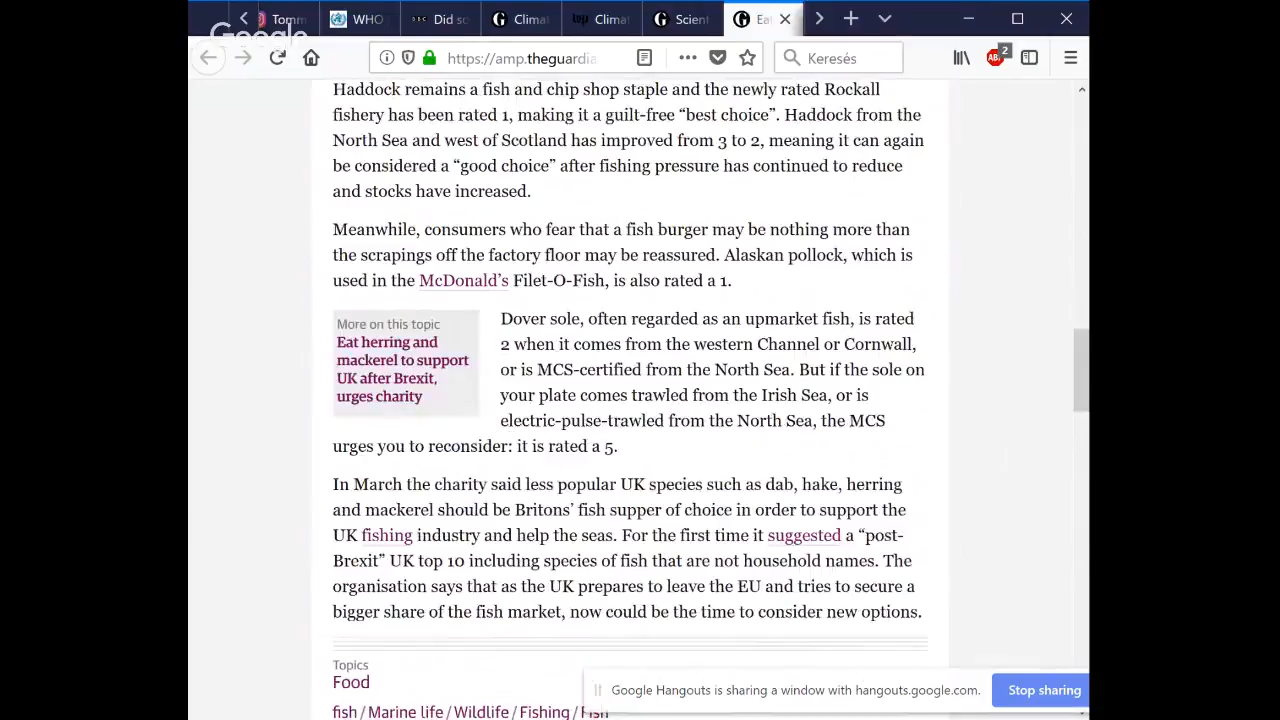 Tomm
WHO
Did sc
Climat
Climat
Scient
Ea
Google
https://amp.theguardia
Keresés
2
Haddock remains a fish and chip shop staple and the newly rated Rockall
fishery has been rated 1, making it a guilt-free “best choice”. Haddock from the
North Sea and west of Scotland has improved from 3 to 2, meaning it can again
be considered a “good choice” after fishing pressure has continued to reduce
and stocks have increased.
Meanwhile, consumers who fear that a fish burger may be nothing more than
the scrapings off the factory floor may be reassured. Alaskan pollock, which is
used in the McDonald’s Filet-O-Fish, is also rated a 1.
More on this topic
Eat herring and
mackerel to support
UK after Brexit,
urges charity
Dover sole, often regarded as an upmarket fish, is rated
2 when it comes from the western Channel or Cornwall,
or is MCS-certified from the North Sea. But if the sole on
your plate comes trawled from the Irish Sea, or is
electric-pulse-trawled from the North Sea, the MCS
urges you to reconsider: it is rated a 5.
In March the charity said less popular UK species such as dab, hake, herring
and mackerel should be Britons’ fish supper of choice in order to support the
UK fishing industry and help the seas. For the first time it suggested a “post-
Brexit” UK top 10 including species of fish that are not household names. The
organisation says that as the UK prepares to leave the EU and tries to secure a
bigger share of the fish market, now could be the time to consider new options.
Topics
Food
fish / Marine life / Wildlife / Fishing / Fish
Google Hangouts is sharing a window with hangouts.google.com.
Stop sharing